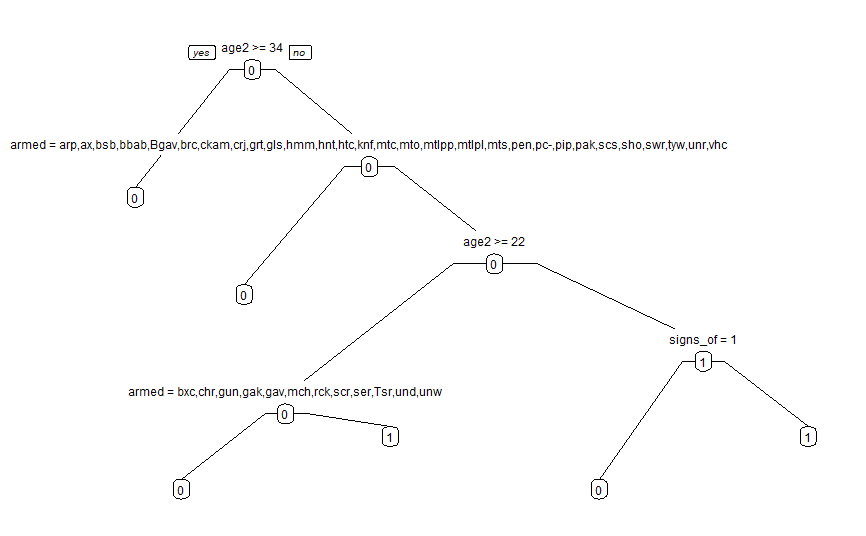 yes age2 >= 34 no
0
armed = arp,ax,bsb,bbab,Bgav,brc,ckam,crj,grt,gls,hmm,hnt,htc,knf,mtc,mto,mtlpp,mtlpl,mts,pen,pc-,pip,pak,scs,sho,swr,tyw,unr,vhc
0
0
age2 >= 22
0
0
signs_of = 1
1
armed = bxc,chr,gun,gak,gav,mch,rck,scr,ser,Tsr,und,unw
0
1
1
0
0